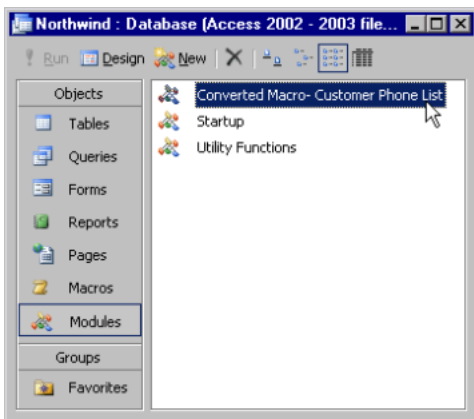 Northwind : Database (Access 2002 - 2003 file...
Run Design New
Objects
Tables
Queries
Forms
Reports
Pages
Macros
Modules
Groups
Favorites
Converted Macro- Customer Phone List
Startup
Utility Functions